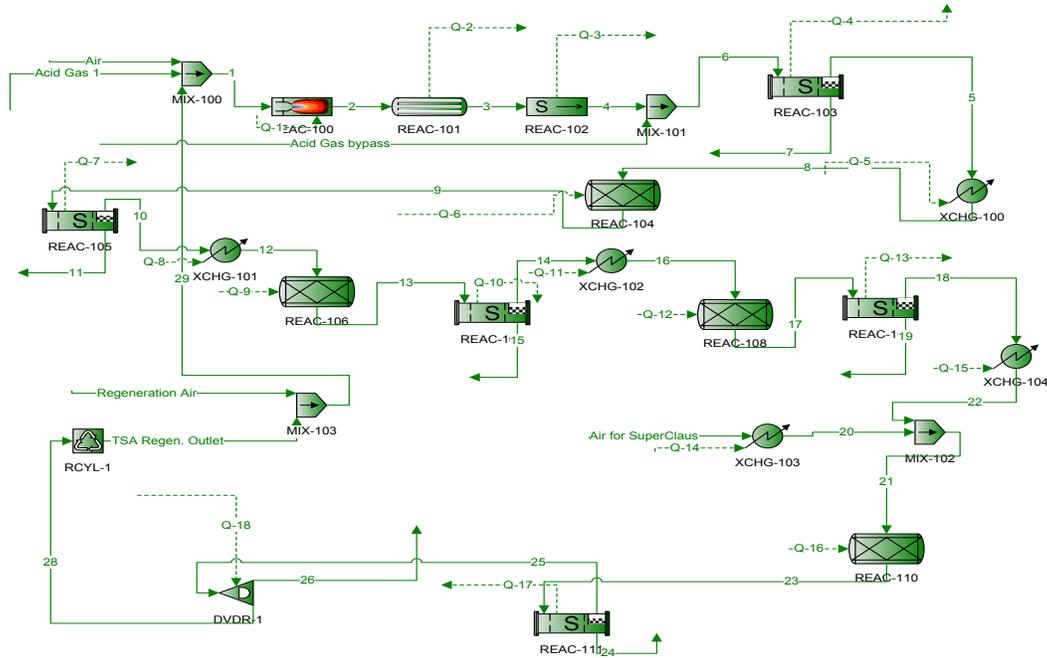 Q-4
Q-2
Q-3
Air
Acid Gas 1
1
6
MIX-100
5
2
3
4
Q-1
AC-100
REAC-101
REAC-102
MIX-101
REAC-103
Acid Gas bypass
7
Q-7
8
Q-5
9
Q-6
10
REAC-104
XCHG-100
REAC-105
12
11
Q-8
29
XCHG-101
14
16
Q-11
XCHG-102
Q-13
18
Q-9
13
Q-10
REAC-106
Q-12
17
REAC-1
15
REAC-108
REAC-1
19
Q-15
XCHG-104
Regeneration Air
22
MIX-103
TSA Regen. Outlet
RCYL-1
Air for SuperClaus
20
Q-14
XCHG-103
MIX-102
21
Q-18
28
25
Q-16
26
Q-17
23
REAC-110
DVDR-1
REAC-111
24